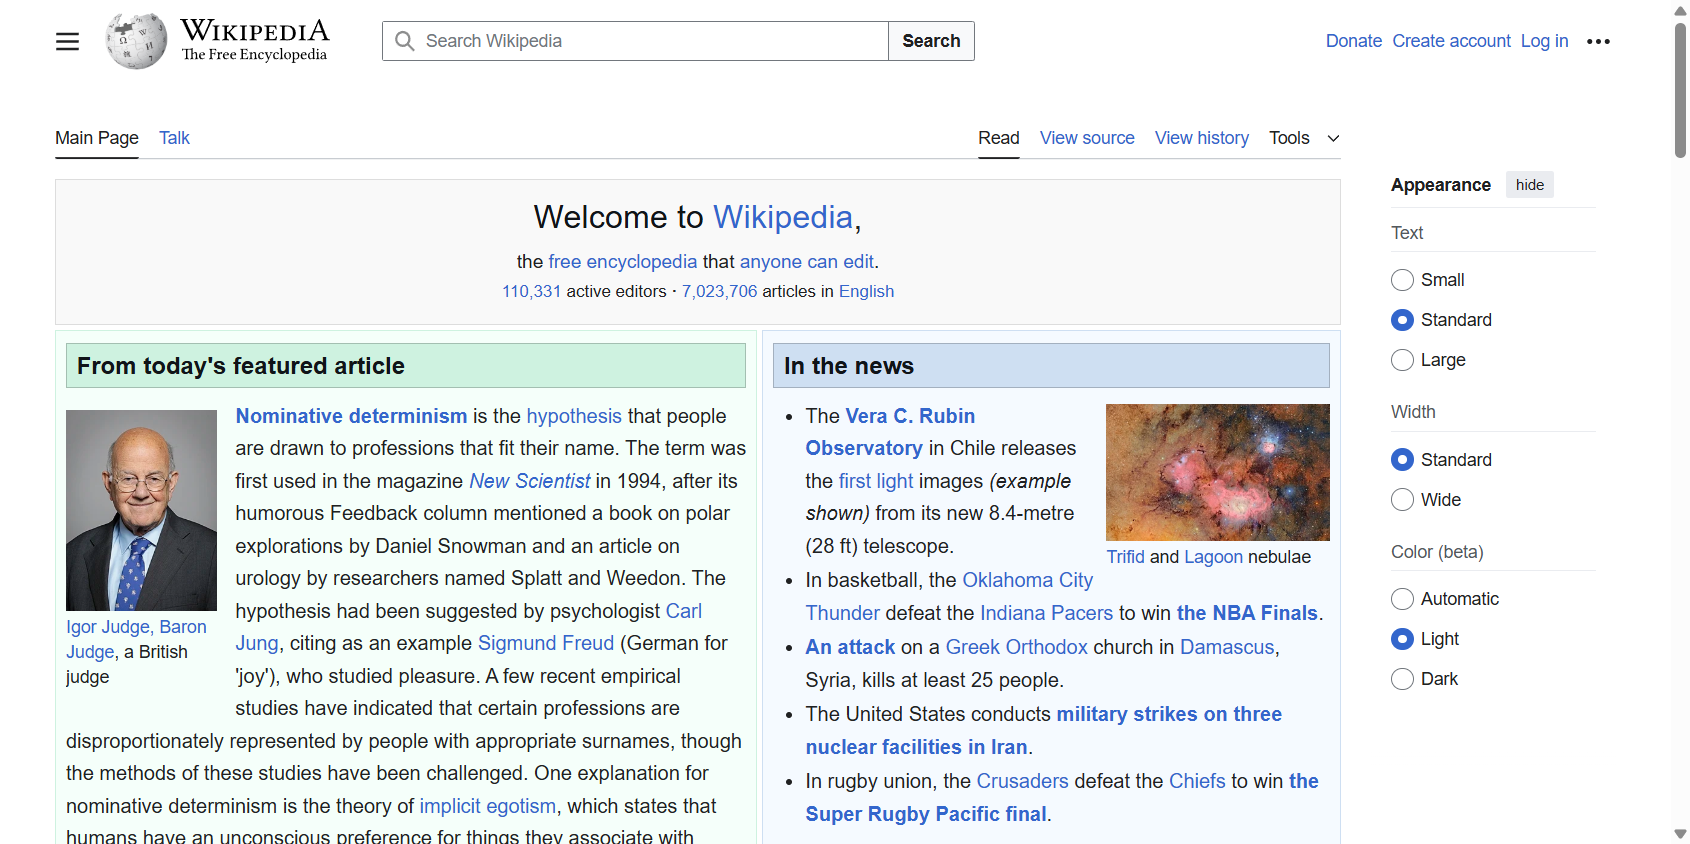 WIKIPEDIA
The Free Encyclopedia
Search Wikipedia
Search
Donate Create account Log in
Main Page Talk
Read View source View history Tools
Welcome to Wikipedia,
the free encyclopedia that anyone can edit.
110,331 active editors · 7,023,706 articles in English
From today's featured article
Igor Judge, Baron
Judge, a British
judge
Nominative determinism is the hypothesis that people
are drawn to professions that fit their name. The term was
first used in the magazine New Scientist in 1994, after its
humorous Feedback column mentioned a book on polar
explorations by Daniel Snowman and an article on
urology by researchers named Splatt and Weedon. The
hypothesis had been suggested by psychologist Carl
Jung, citing as an example Sigmund Freud (German for
'joy'), who studied pleasure. A few recent empirical
studies have indicated that certain professions are
disproportionately represented by people with appropriate surnames, though
the methods of these studies have been challenged. One explanation for
nominative determinism is the theory of implicit egotism, which states that
humans have an unconscious preference for things they associate with
In the news
The Vera C. Rubin
Observatory in Chile releases
the first light images (example
shown) from its new 8.4-metre
(28 ft) telescope.
Trifid and Lagoon nebulae
In basketball, the Oklahoma City
Thunder defeat the Indiana Pacers to win the NBA Finals.
An attack on a Greek Orthodox church in Damascus,
Syria, kills at least 25 people.
The United States conducts military strikes on three
nuclear facilities in Iran.
In rugby union, the Crusaders defeat the Chiefs to win the
Super Rugby Pacific final.
Appearance hide
Text
Small
Standard
Large
Width
Standard
Wide
Color (beta)
Automatic
Light
Dark